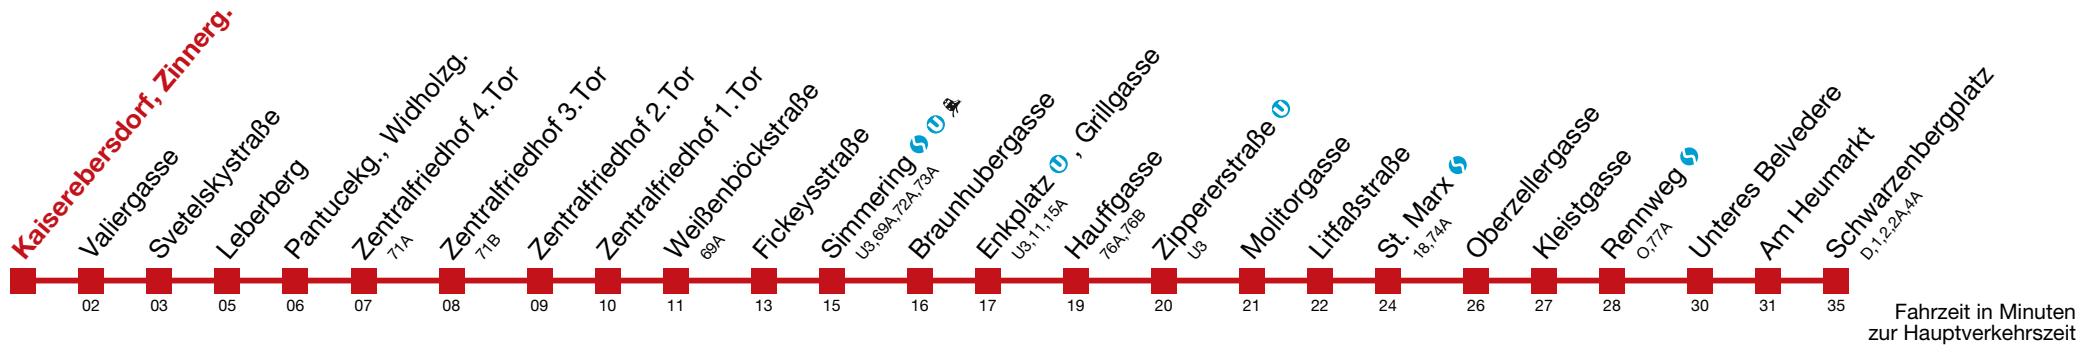 Kaiserebersdorf, Zinnerg.
Valiergasse
Svetelskystraße
Leberberg
Pantucekg., Widholzg.
Zentralfriedhof 4.Tor
71A
Zentralfriedhof 3.Tor
71B
Zentralfriedhof 2.Tor
Zentralfriedhof 1.Tor
Weißenböckstraße
69A
Fickeysstraße
Simmering S U
U3,69A,72A,73A
Braunhubergasse
Enkplatz U , Grillgasse
U3,11,15A
Hauffgasse
76A,76B
Zippererstraße U
U3
Molitorgasse
Litfaßstraße
St. Marx S
18,74A
Oberzellergasse
Kleistgasse
Rennweg S
O,77A
Unteres Belvedere
Am Heumarkt
Schwarzenbergplatz
D,1,2,2A,4A
02 03 05 06 07 08 09 10 11 13 15 16 17 19 20 21 22 24 26 27 28 30 31 35
Fahrzeit in Minuten
zur Hauptverkehrszeit